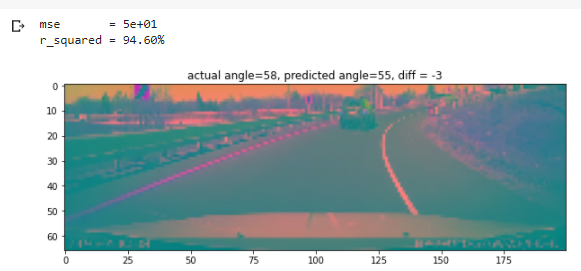 mse = 5e+01
r_squared = 94.60%
actual angle=58, predicted angle=55, diff = -3
0
10
20
30
40
50
60
0 25 50 75 100 125 150 175